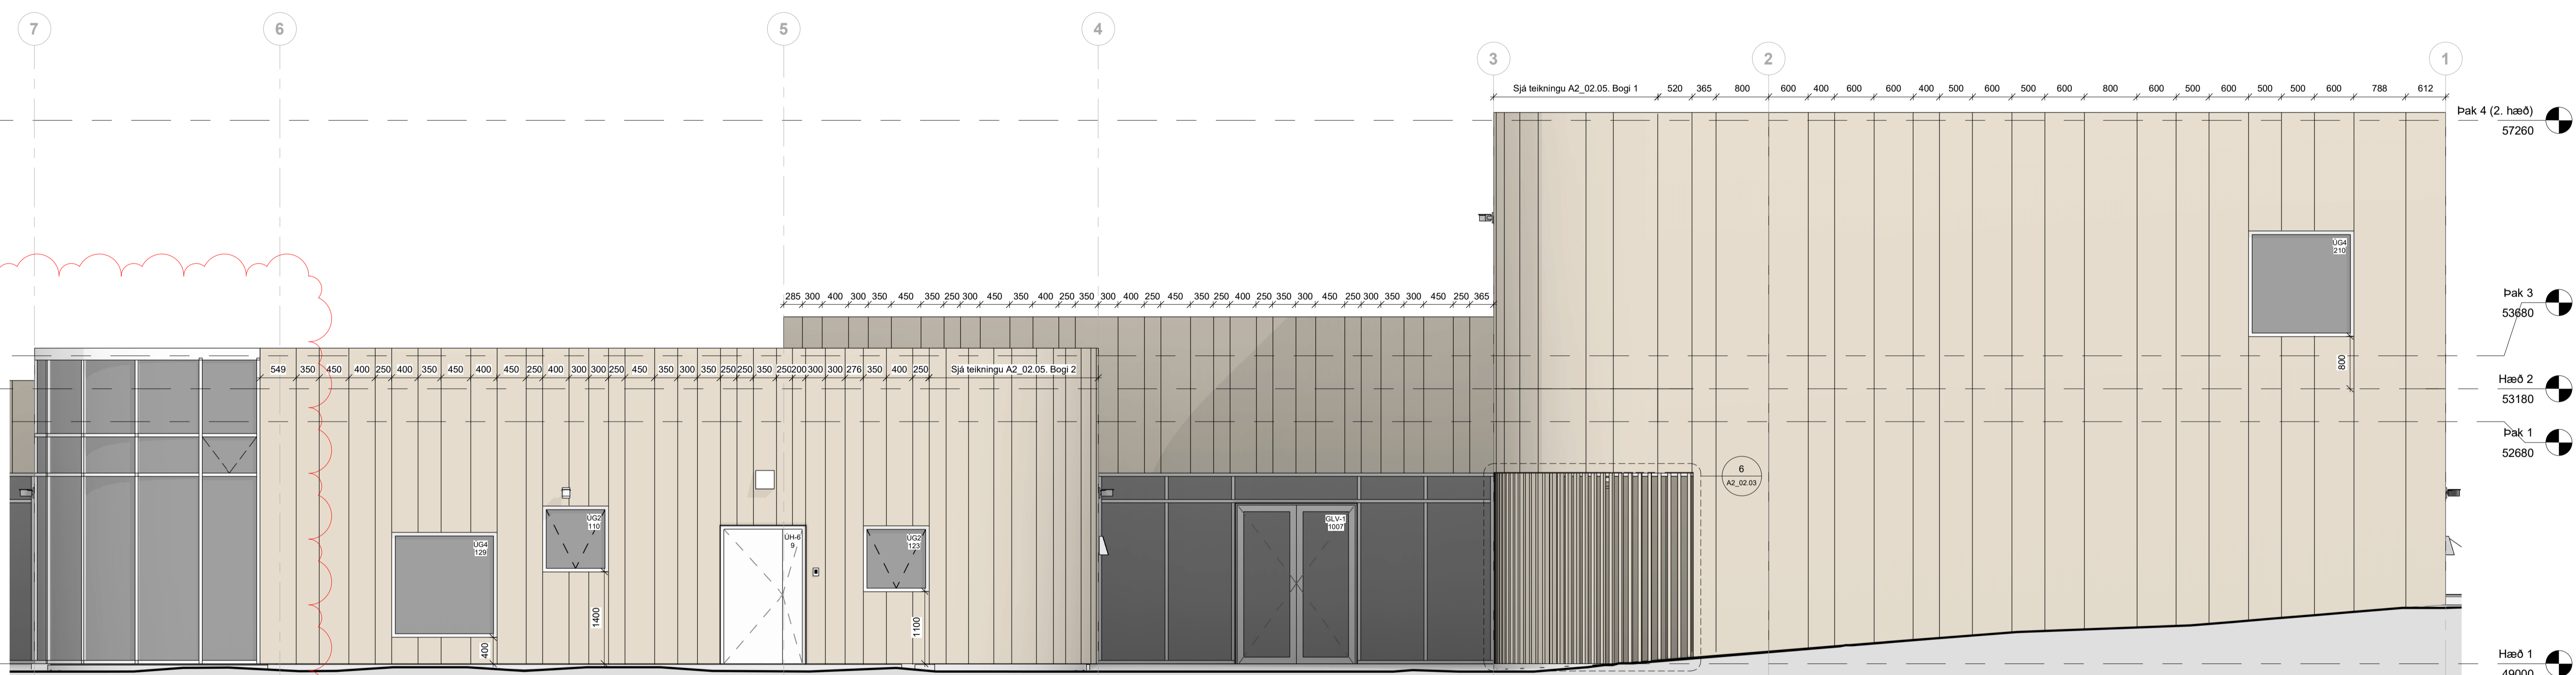 7
6
5
4
3
2
1
Sjá teikningu A2_02.05. Bogi 1 520 365 800 600 400 600 600 400 500 600 500 600 800 600 500 600 500 500 600 788 612
Þak 4 (2. hæð)
57260
ÚG4
210
285 300 400 300 350 450 350 250 300 450 350 400 250 350 300 400 250 450 350 250 400 250 350 300 450 250 300 350 300 450 250 365
Þak 3
53680
800
549 350 450 400 250 400 350 450 400 450 250 400 300 300 250 450 350 300 350 250 250 350 250 200 300 300 276 350 400 250 Sjá teikningu A2_02.05. Bogi 2
Hæð 2
53180
Þak 1
52680
6
A2_02.03
ÚG4
129
ÚG2
110
ÚH-6
9
ÚG2
123
GLV-1
1007
400
1400
1100
Hæð 1
49000